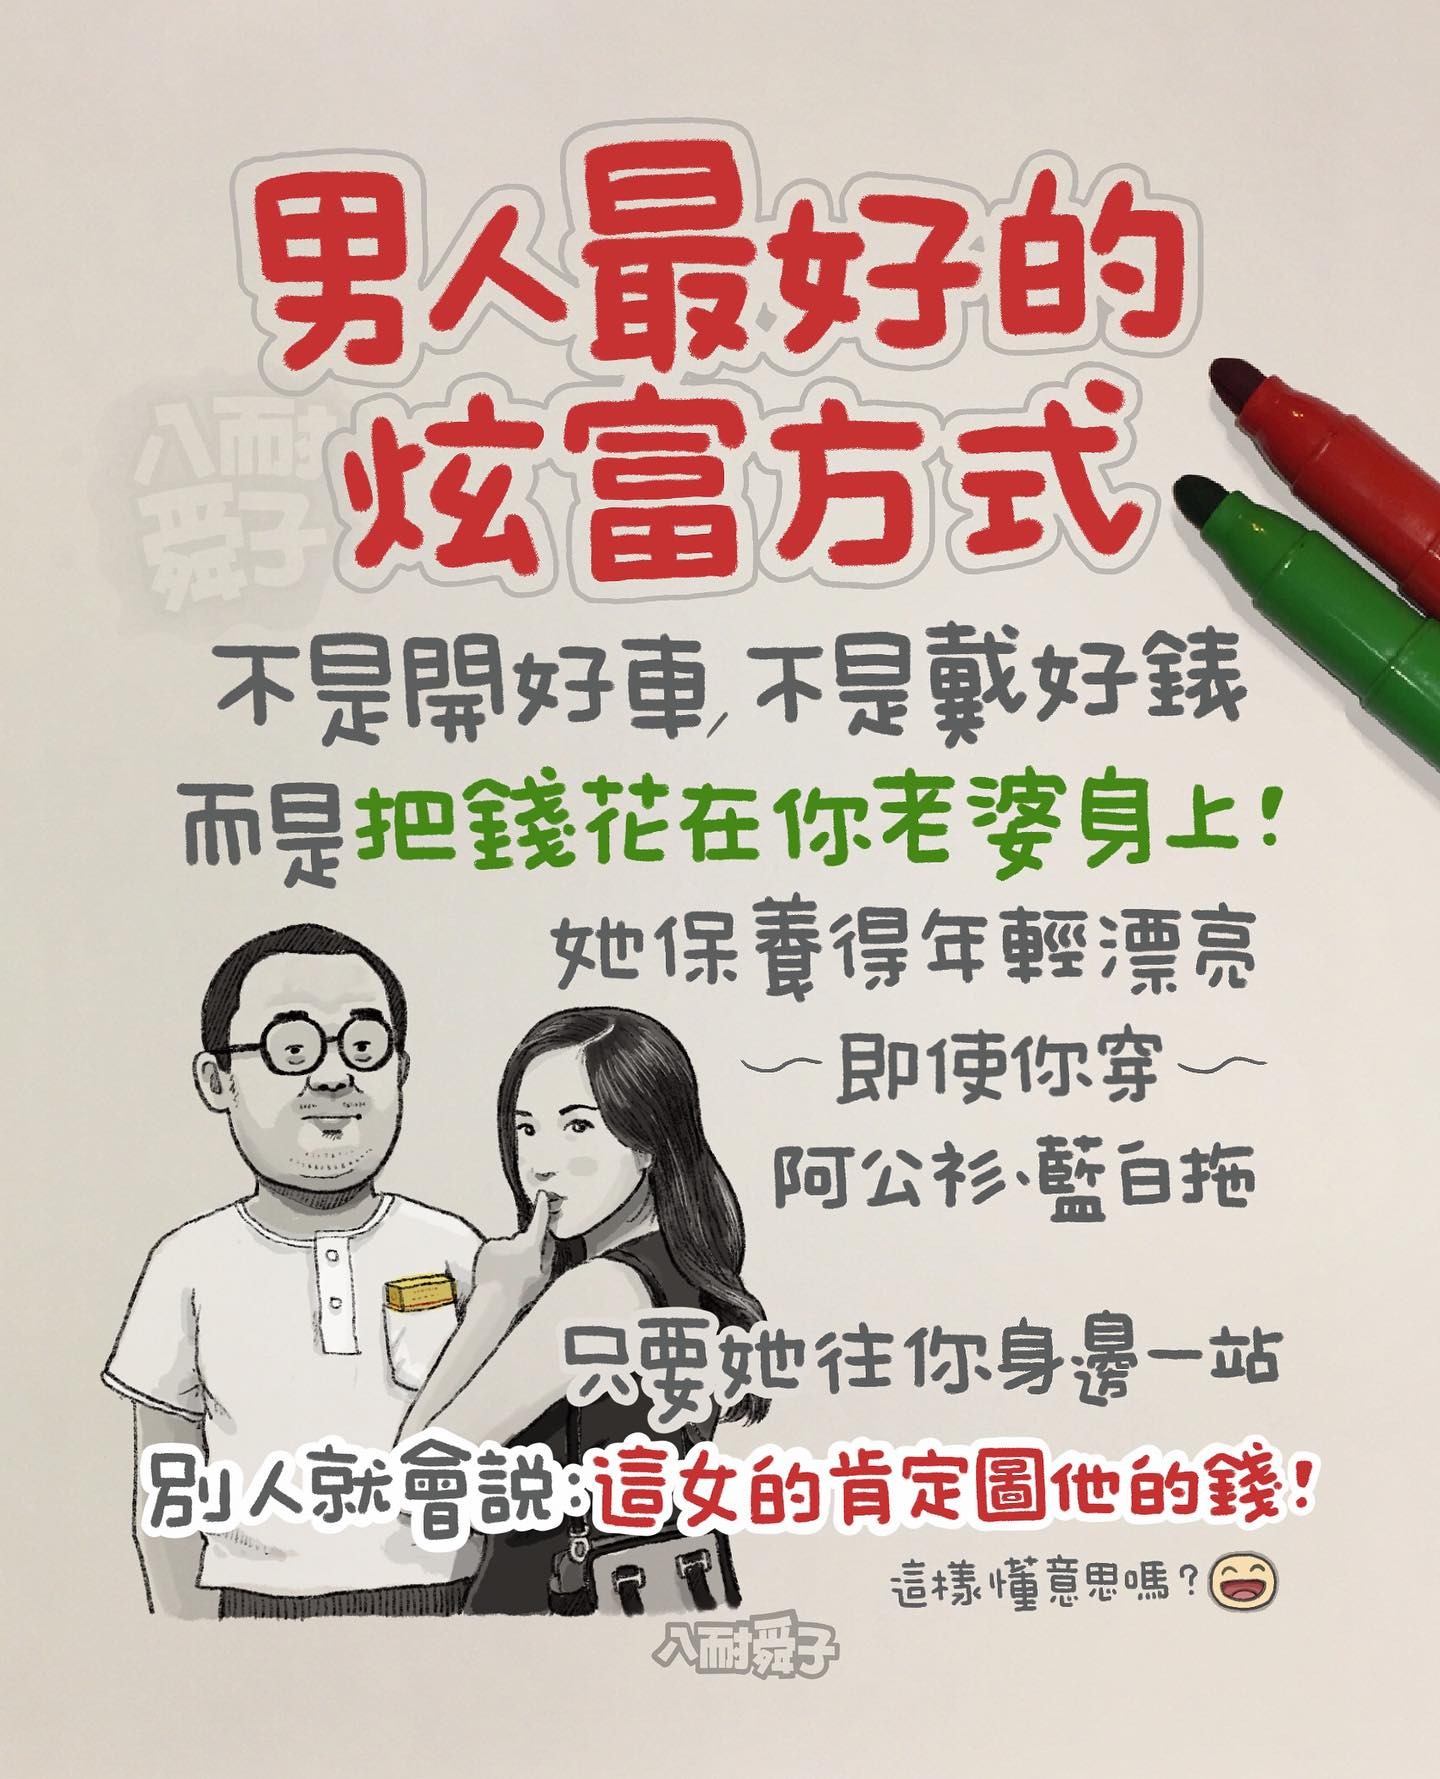 男人最好的
炫富方式
八耐
舜子
不是開好車,不是戴好錶
而是把錢花在你老婆身上!
她保養得年輕漂亮
~即使你穿~
阿公衫、藍白拖
只要她往你身邊一站
別人就會說:這女的肯定圖他的錢!
這樣懂意思嗎?
八耐舜子